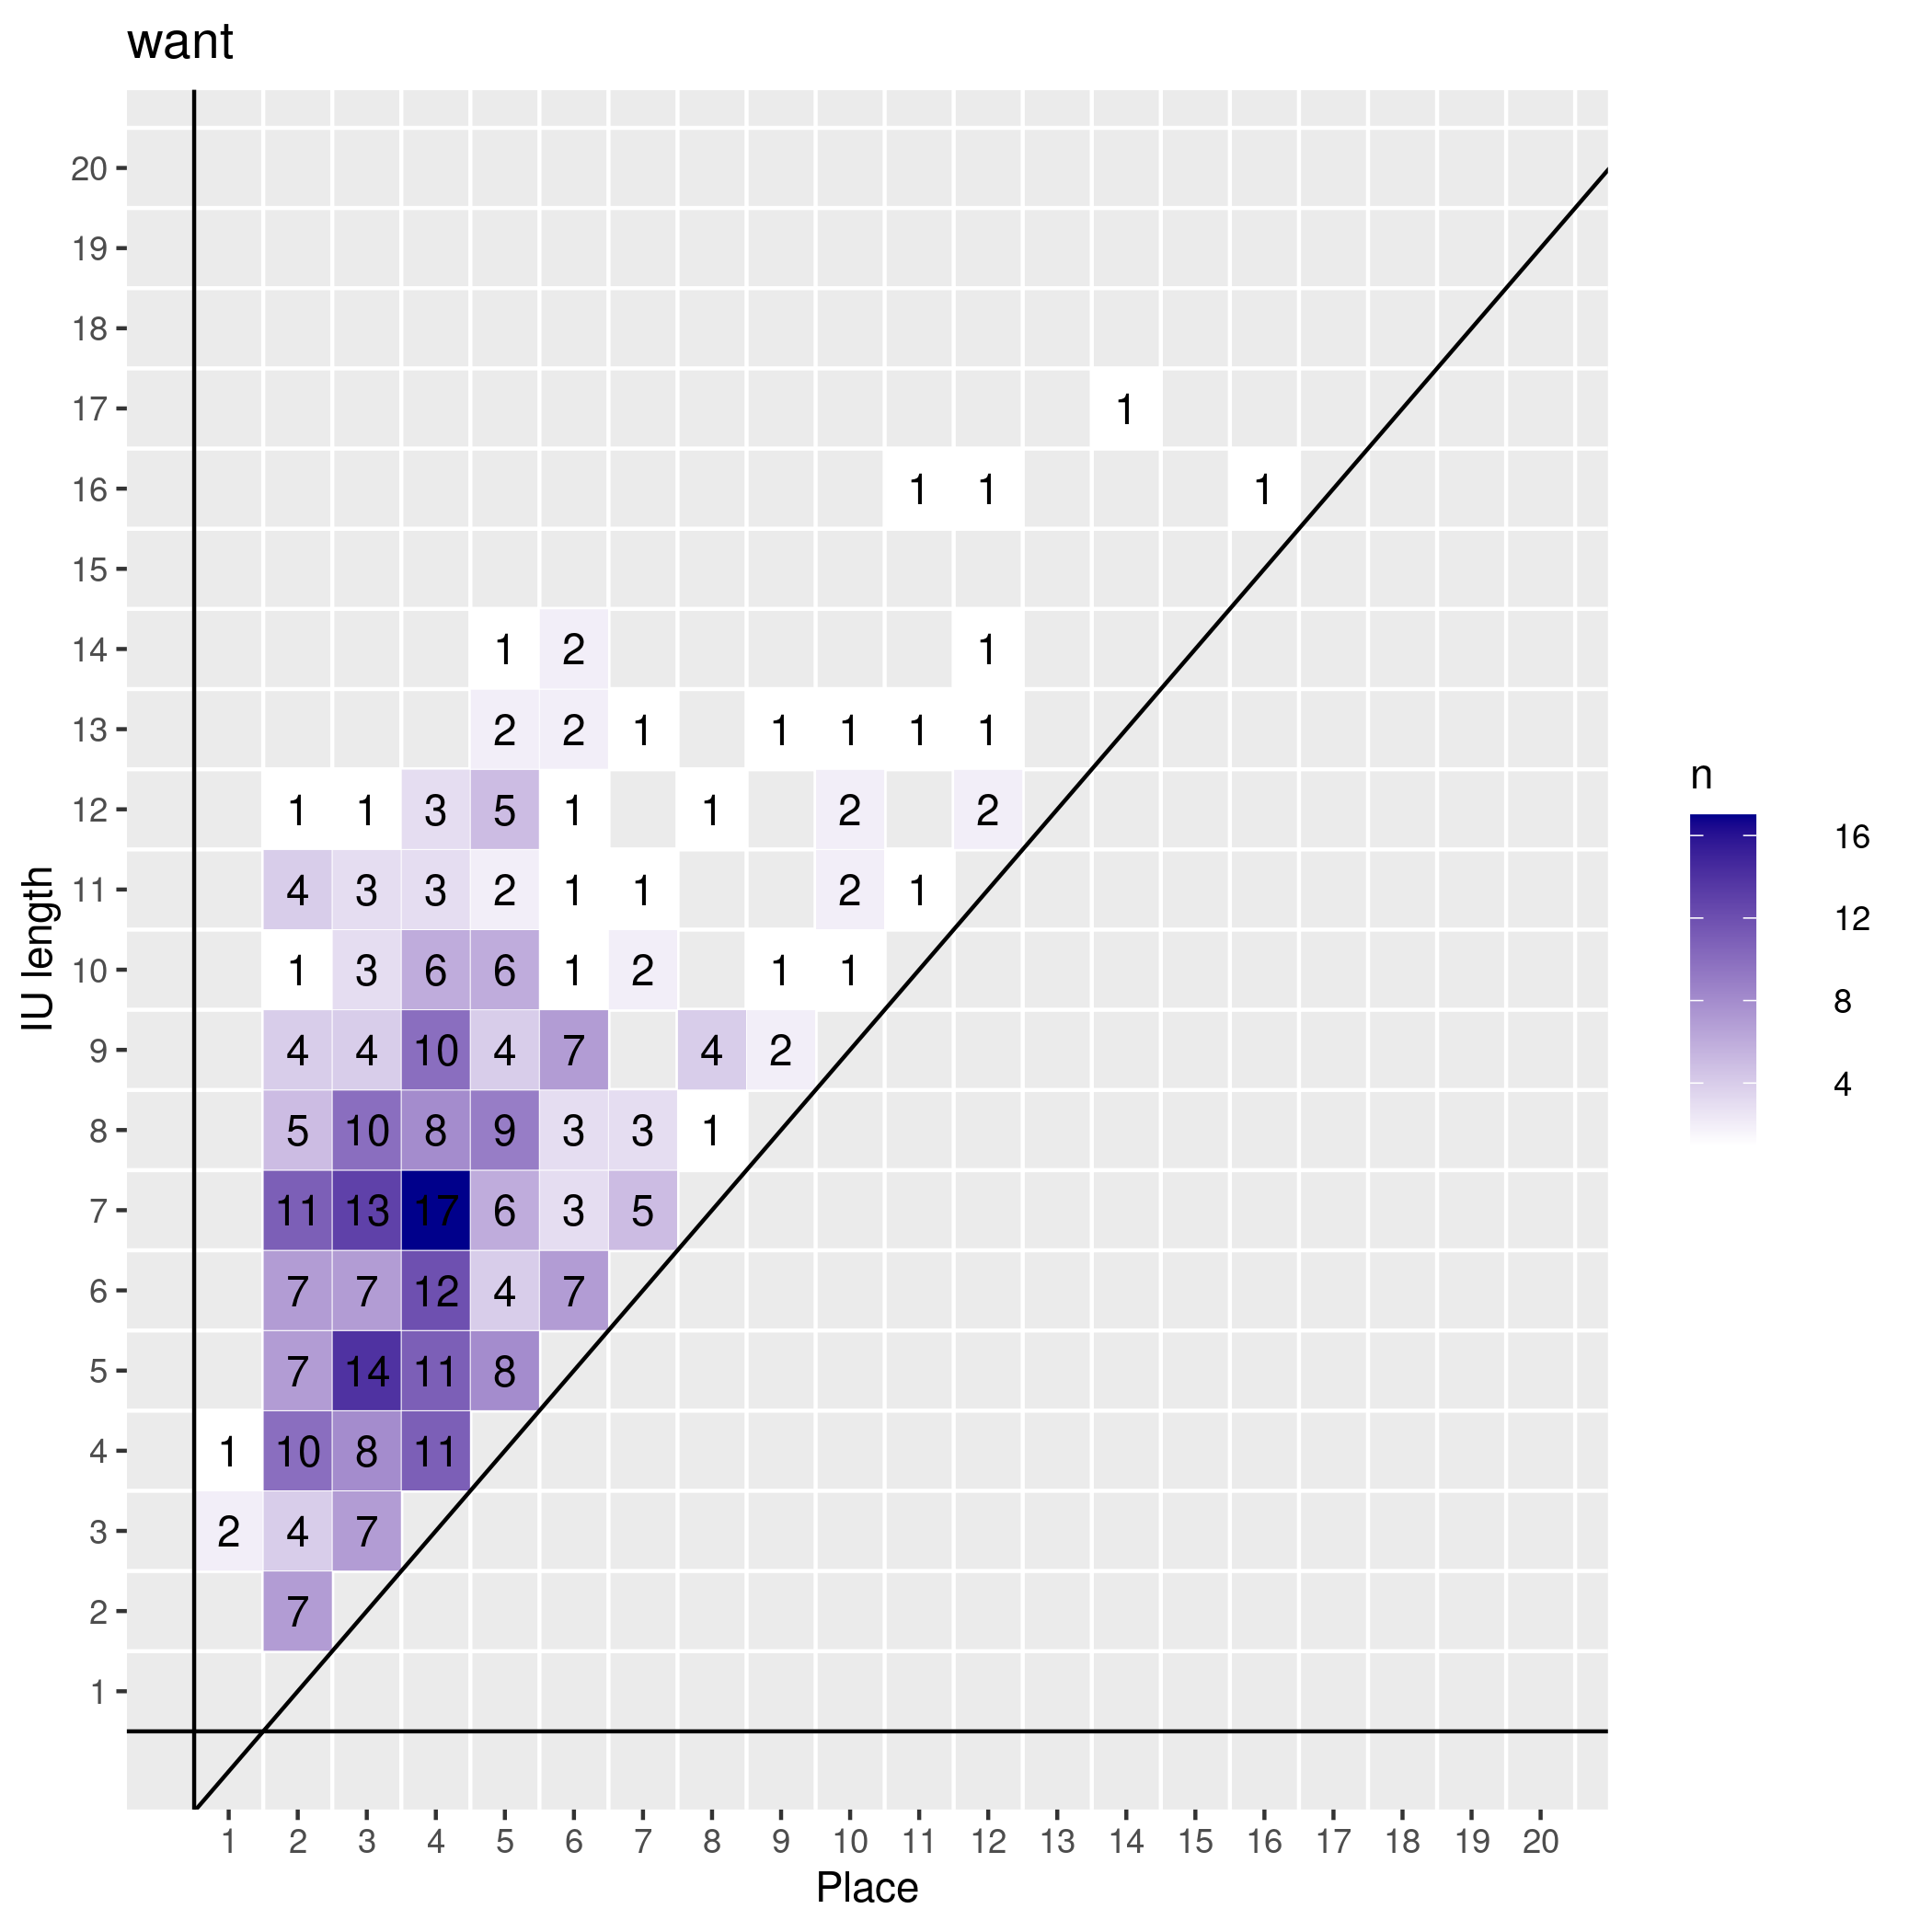 want
20
19
18
17 1
16 1 1 1
15
14 1 2 1
13 2 2 1 1 1 1 1
12 1 1 3 5 1 1 2 2
11 4 3 3 2 1 1 2 1
10 1 3 6 6 1 2 1 1
9 4 4 10 4 7 4 2
8 5 10 8 9 3 3 1
7 11 13 17 6 3 5
6 7 7 12 4 7
5 7 14 11 8
4 1 10 8 11
3 2 4 7
2 7
1
1 2 3 4 5 6 7 8 9 10 11 12 13 14 15 16 17 18 19 20
Place
IU length
n
16
12
8
4